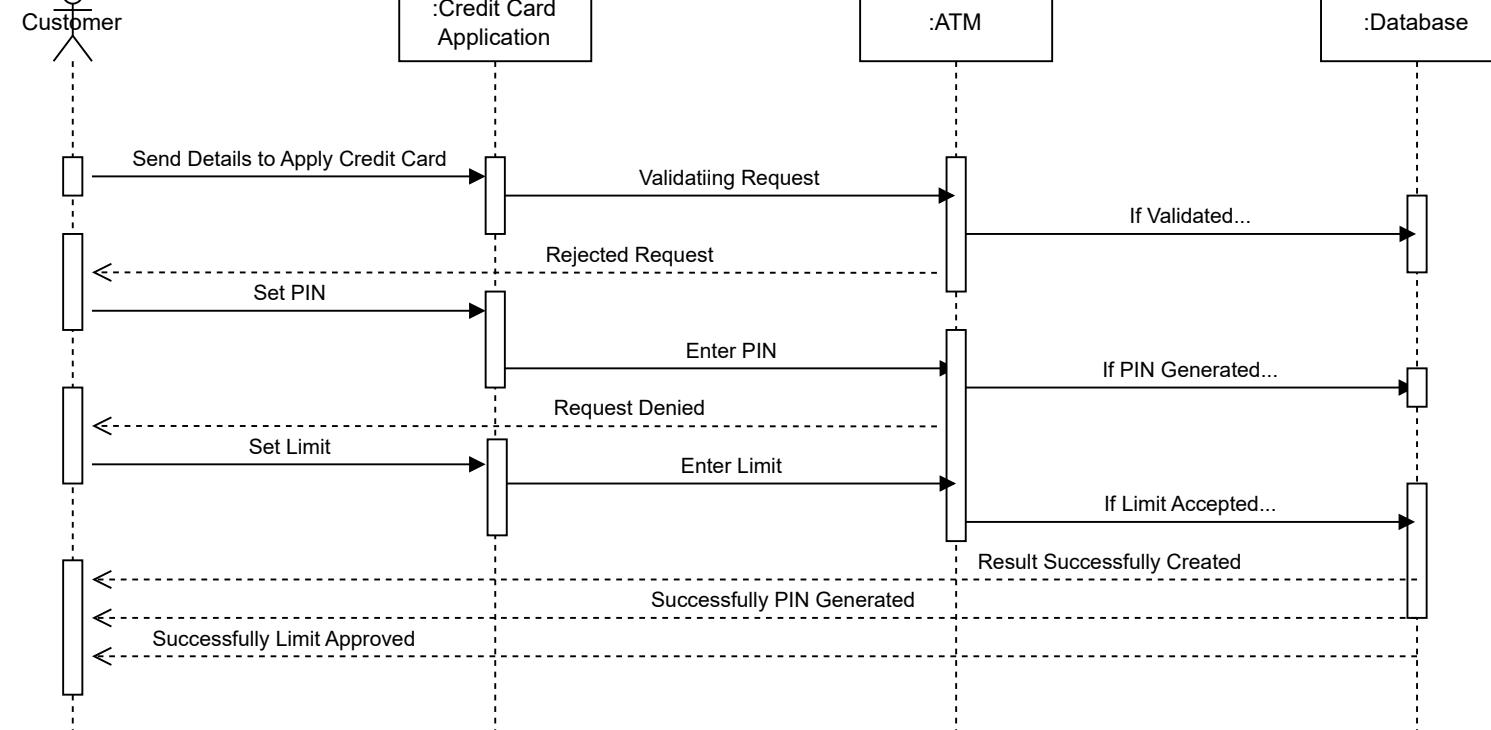 Customer
:Credit Card
Application
:ATM
:Database
Send Details to Apply Credit Card
Validatiing Request
If Validated...
Rejected Request
Set PIN
Enter PIN
If PIN Generated...
Request Denied
Set Limit
Enter Limit
If Limit Accepted...
Result Successfully Created
Successfully PIN Generated
Successfully Limit Approved